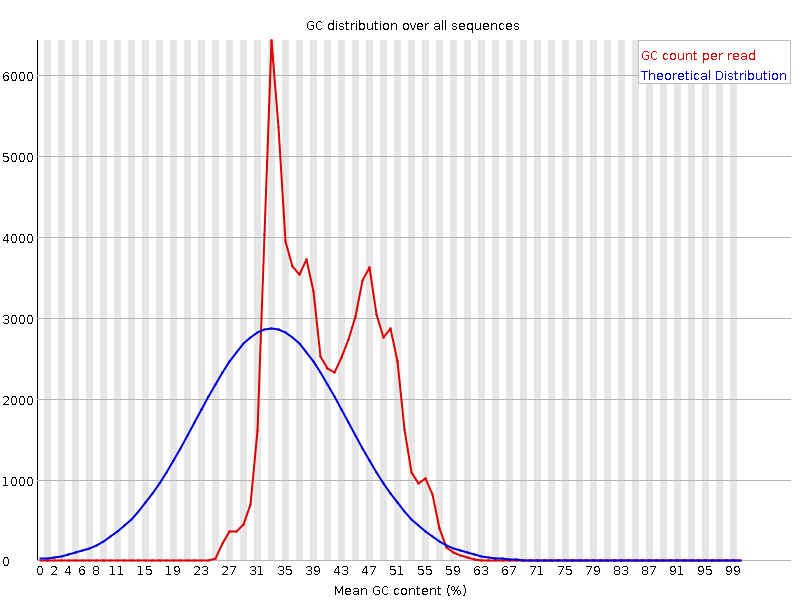 GC distribution over all sequences
GC count per read
Theoretical Distribution
6000
5000
4000
3000
2000
1000
0
0 2 4 6 8 11 15 19 23 27 31 35 39 43 47 51 55 59 63 67 71 75 79 83 87 91 95 99
Mean GC content (%)